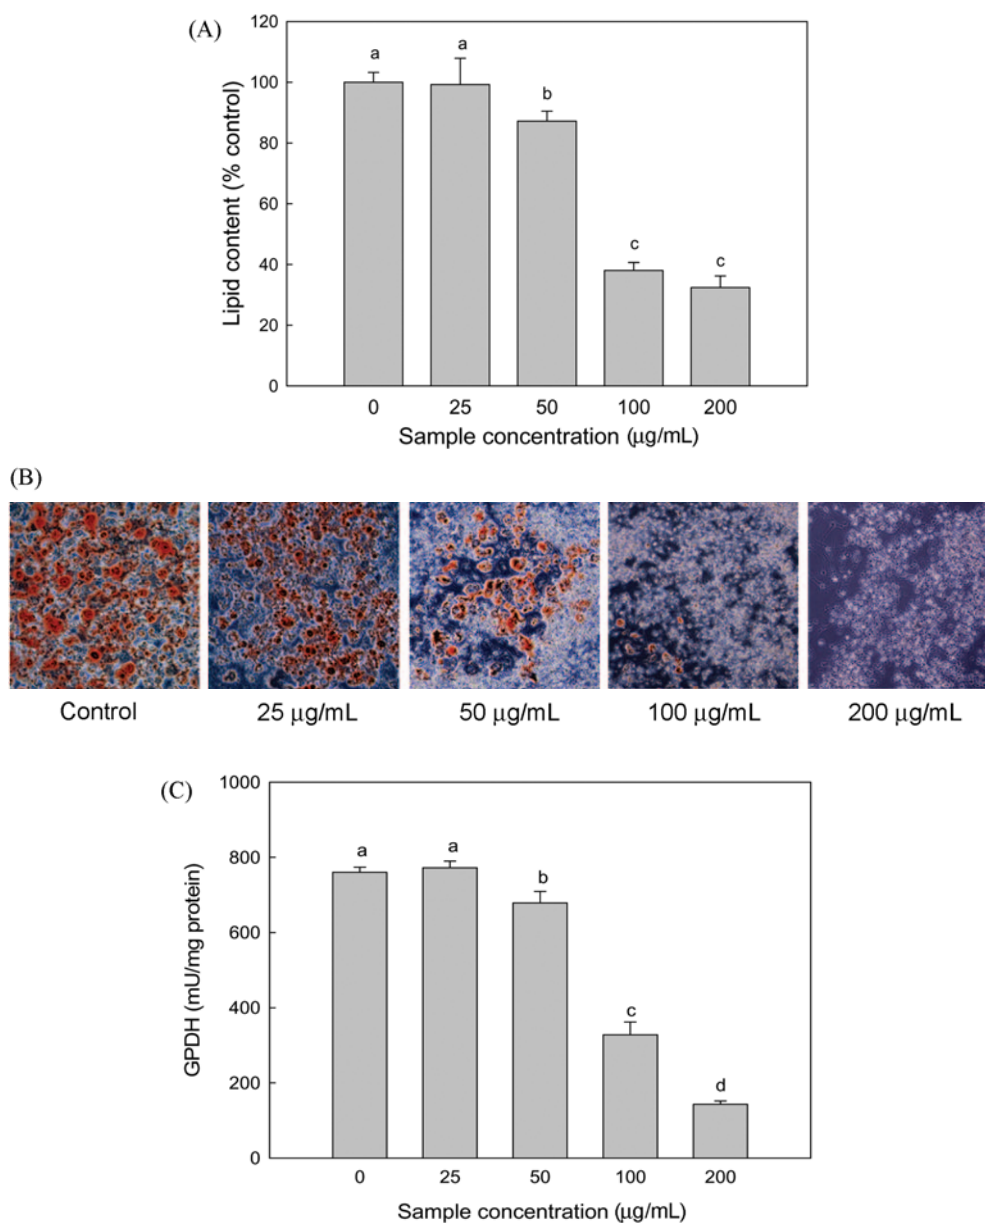 (A)
120
100
80
60
40
20
0
Lipid content (% control)
a
a
b
c
c
0 25 50 100 200
Sample concentration (μg/mL)
(B)
Control 25 μg/mL 50 μg/mL 100 μg/mL 200 μg/mL
(C)
1000
800
600
400
200
0
GPDH (mU/mg protein)
a
a
b
c
d
0 25 50 100 200
Sample concentration (μg/mL)